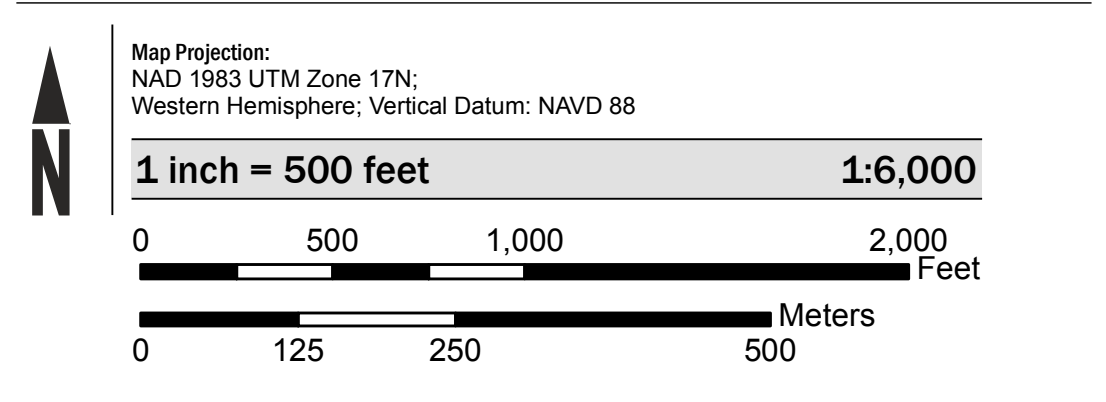 N
Map Projection:
NAD 1983 UTM Zone 17N;
Western Hemisphere; Vertical Datum: NAVD 88
1 inch = 500 feet 1:6,000
0 500 1,000 2,000
Feet
Meters
0 125 250 500